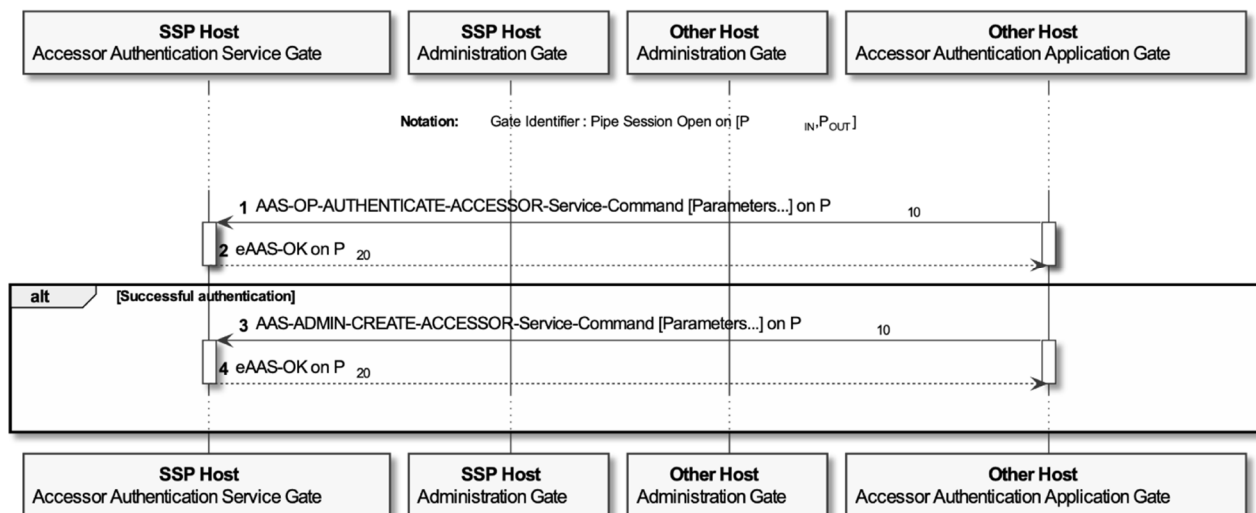 SSP Host
Accessor Authentication Service Gate
SSP Host
Administration Gate
Other Host
Administration Gate
Other Host
Accessor Authentication Application Gate
Notation: Gate Identifier : Pipe Session Open on [P IN,POUT]
1 AAS-OP-AUTHENTICATE-ACCESSOR-Service-Command [Parameters...] on P 10
2 eAAS-OK on P 20
alt [Successful authentication]
3 AAS-ADMIN-CREATE-ACCESSOR-Service-Command [Parameters...] on P 10
4 eAAS-OK on P 20
SSP Host
Accessor Authentication Service Gate
SSP Host
Administration Gate
Other Host
Administration Gate
Other Host
Accessor Authentication Application Gate